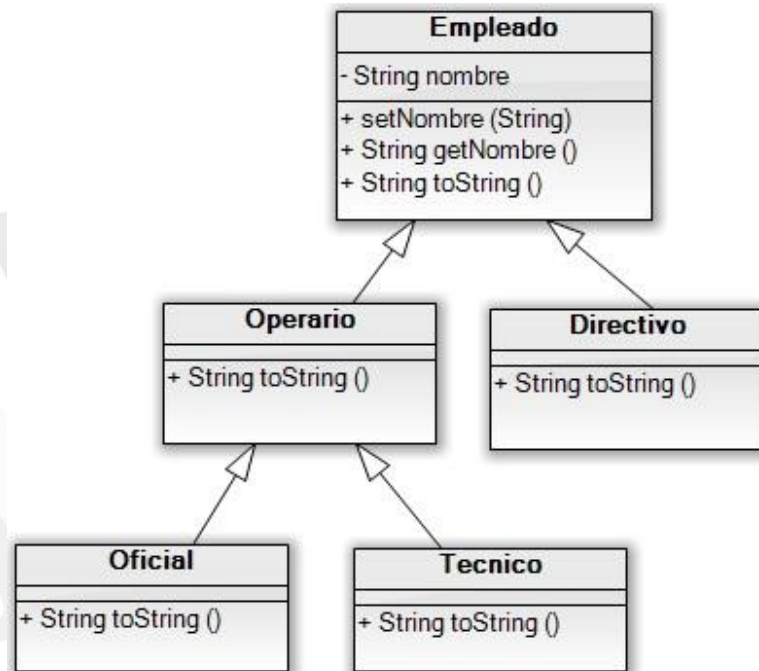 Empleado
- String nombre
+ setNombre (String)
+ String getNombre ()
+ String toString ()
Operario
+ String toString ()
Directivo
+ String toString ()
Oficial
+ String toString ()
Tecnico
+ String toString ()